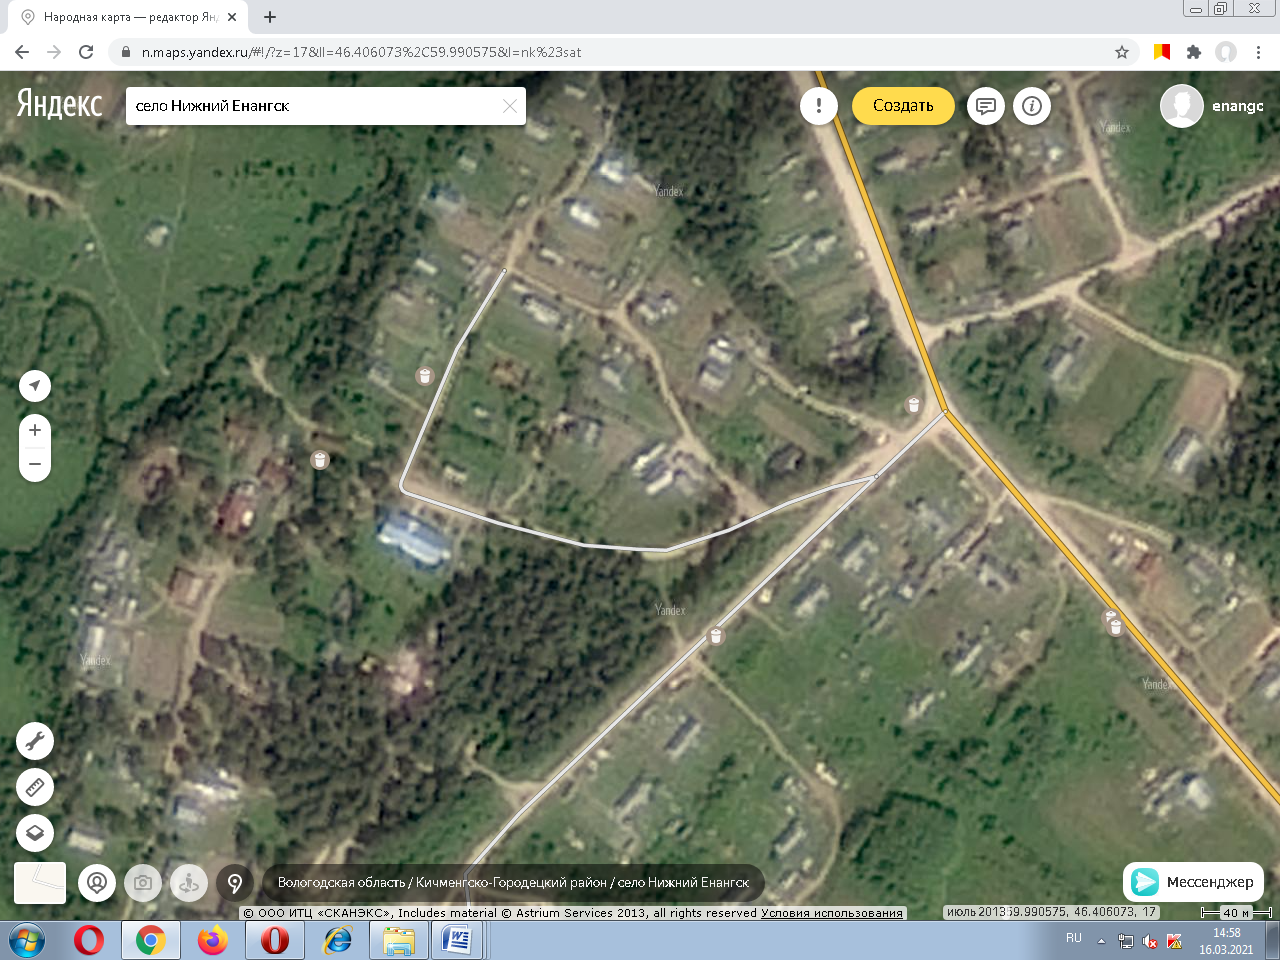 Народная карта — редактор Ян
n.maps.yandex.ru/#!/?z=17&ll=46.406073%2C59.990575&l=nk%23sat
Яндекс
село Нижний Енангск
Создать
enangc
Yandex
Yandex
Yandex
Yandex
Yandex
Вологодская область / Кичменгско-Городецкий район / село Нижний Енангск
Мессенджер
© ООО ИТЦ «СКАНЭКС», Includes material © Astrium Services 2013, all rights reserved Условия использования
июль 2013 59.990575, 46.406073, 17
40 м
RU
14:58
16.03.2021